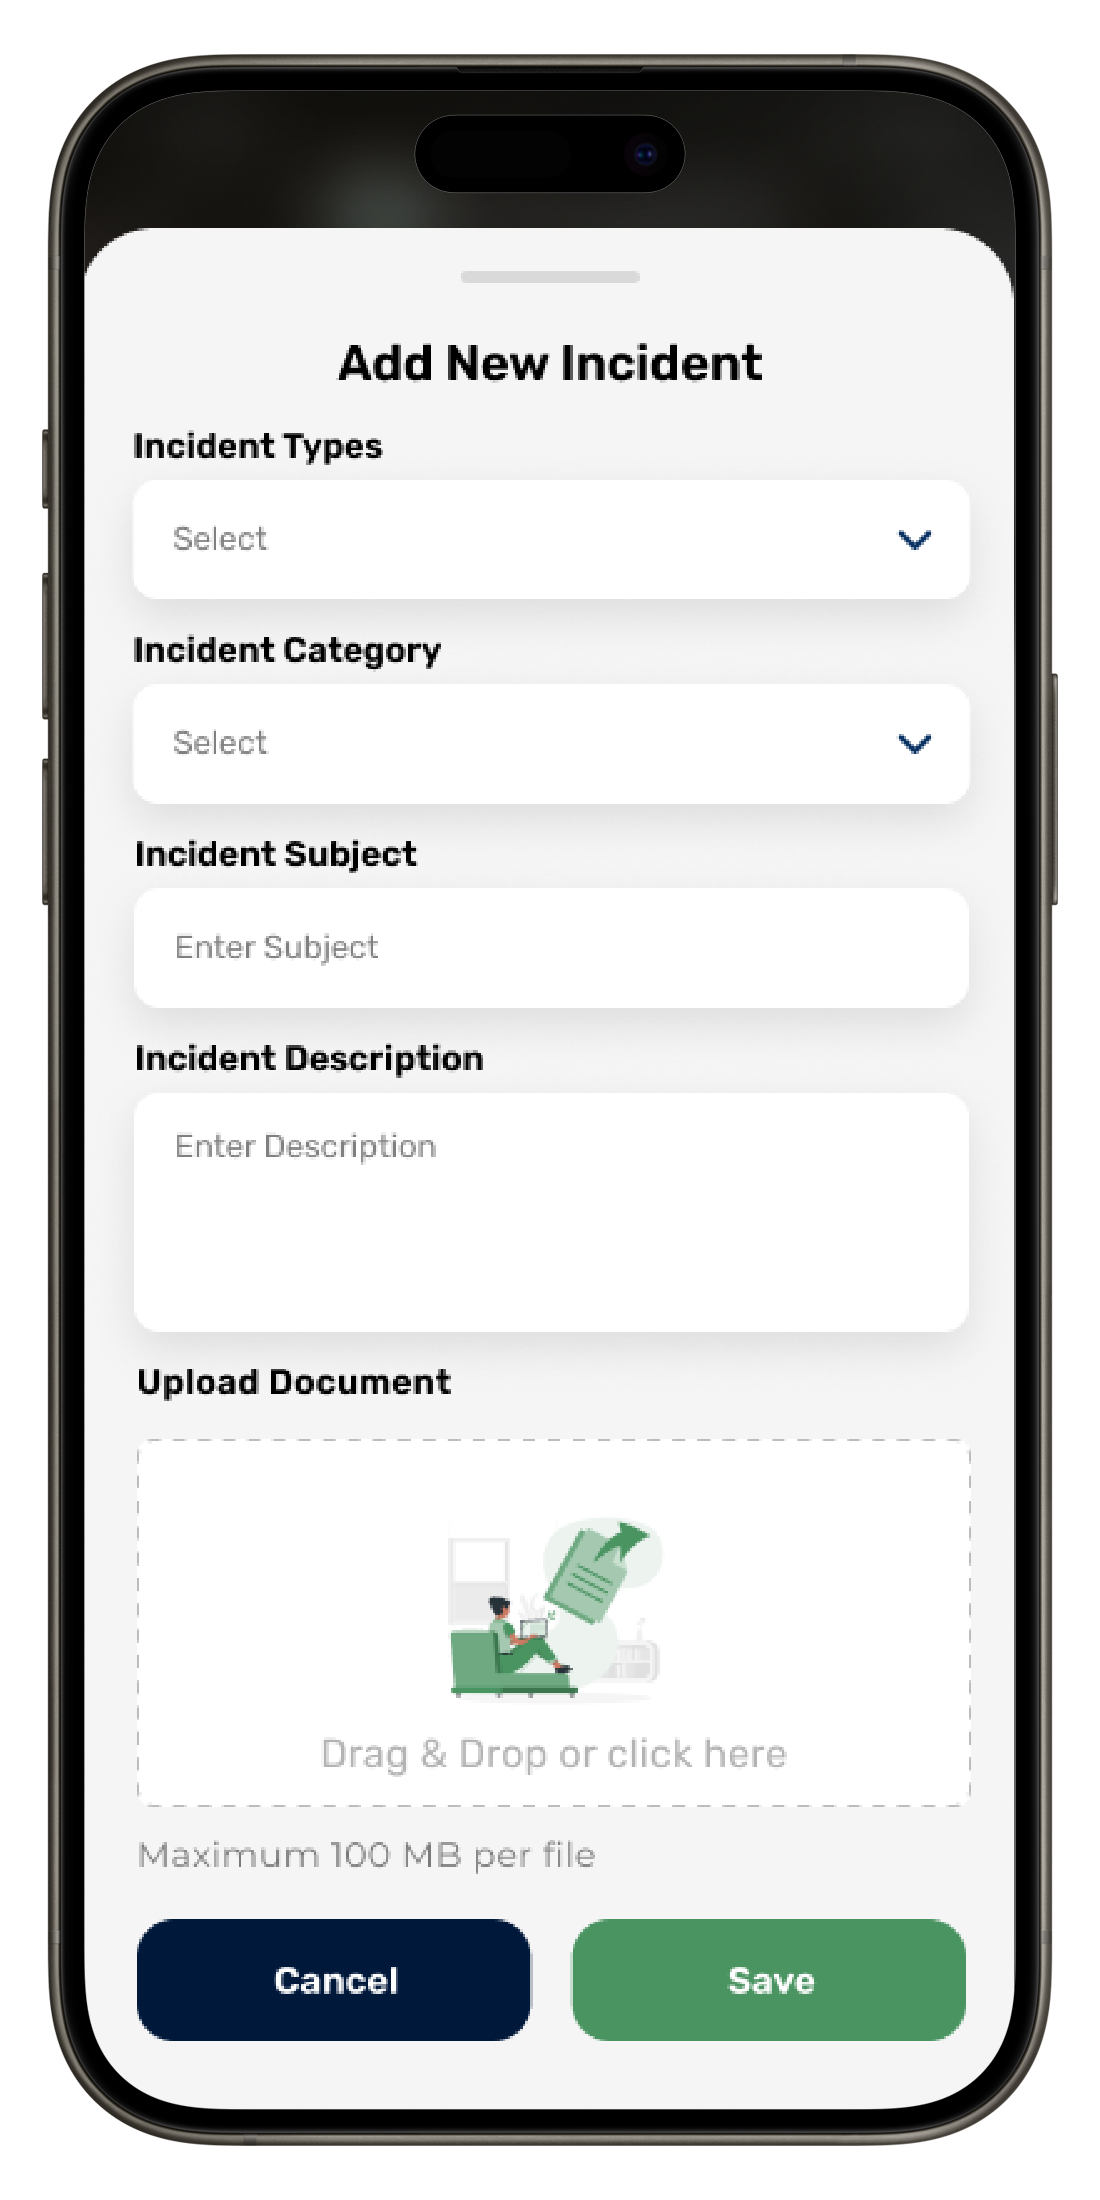 Add New Incident
Incident Types
Select
Incident Category
Select
Incident Subject
Enter Subject
Incident Description
Enter Description
Upload Document
Drag & Drop or click here
Maximum 100 MB per file
Cancel
Save